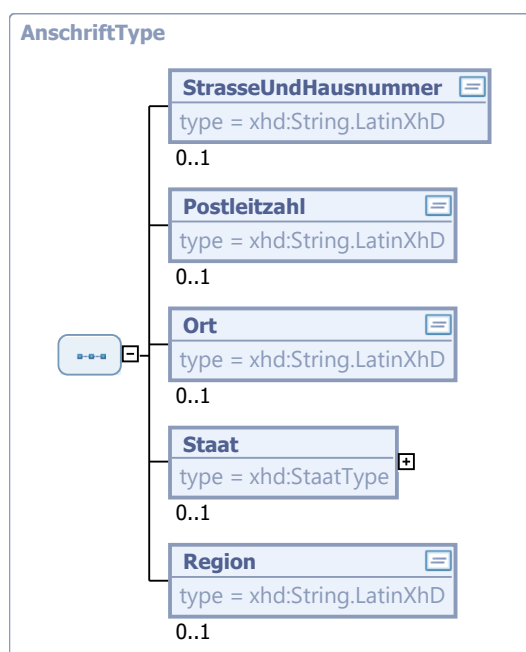 AnschriftType
StrasseUndHausnummer
type = xhd:String.LatinXhD
0..1
Postleitzahl
type = xhd:String.LatinXhD
0..1
Ort
type = xhd:String.LatinXhD
0..1
Staat
type = xhd:StaatType
0..1
Region
type = xhd:String.LatinXhD
0..1